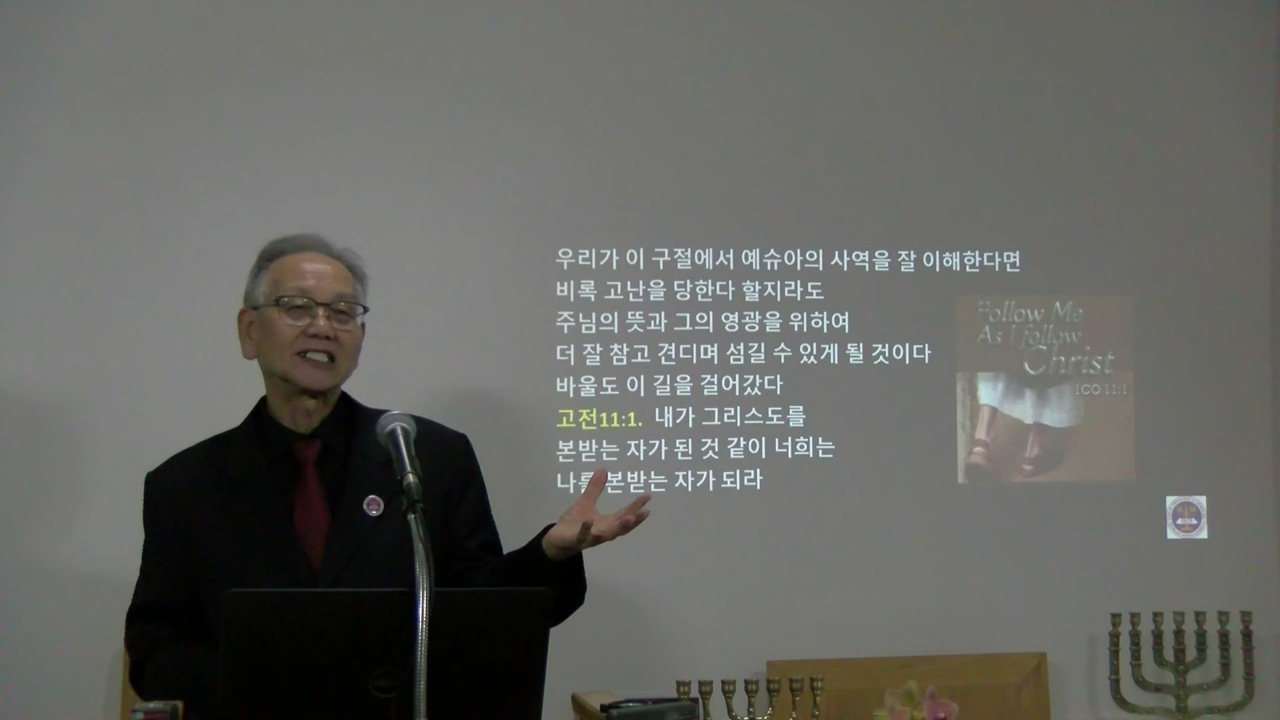 우리가 이 구절에서 예슈아의 사역을 잘 이해한다면
비록 고난을 당한다 할지라도
주님의 뜻과 그의 영광을 위하여
더 잘 참고 견디며 섬길 수 있게 될 것이다
바울도 이 길을 걸어갔다
고전11:1. 내가 그리스도를
본받는 자가 된 것 같이 너희는
나를 본받는 자가 되라
Follow Me
As I follow
Christ
1CO 11:1